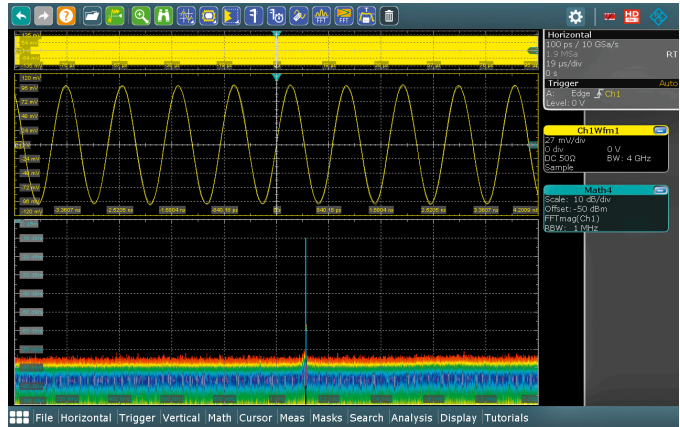 HD
Horizontal
100 ps / 10 GSa/s
1.9 MSa
RT
19 µs/div
0 s
Trigger
Auto
A: Edge Ch1
Level: 0 V
120 mV
96 mV
72 mV
48 mV
24 mV
-24 mV
-48 mV
-72 mV
-96 mV
-120 mV
-3.3607 ns
-2.5205 ns
-1.6804 ns
-840.18 ps
840.18 ps
1.6804 ns
2.5205 ns
3.3607 ns
4.2009 ns
Ch1Wfm1
27 mV/div
0 div
0 V
DC 50Ω
BW: 4 GHz
Sample
Math4
Scale: 10 dB/div
Offset: -50 dBm
FFTmag(Ch1)
RBW: 1 MHz
File Horizontal Trigger Vertical Math Cursor Meas Masks Search Analysis Display Tutorials